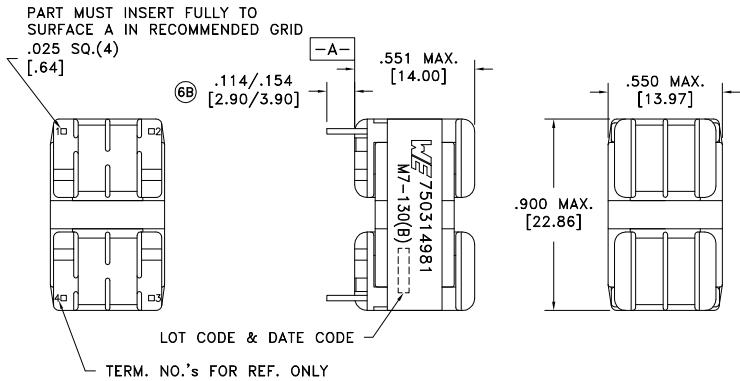 PART MUST INSERT FULLY TO
SURFACE A IN RECOMMENDED GRID
.025 SQ.(4)
[.64]
-A-
.551 MAX.
[14.00]
6B
.114/.154
[2.90/3.90]
.550 MAX.
[13.97]
1
2
WE 750314981
M7-130(B)
.900 MAX.
[22.86]
4
3
LOT CODE & DATE CODE
TERM. NO.'s FOR REF. ONLY